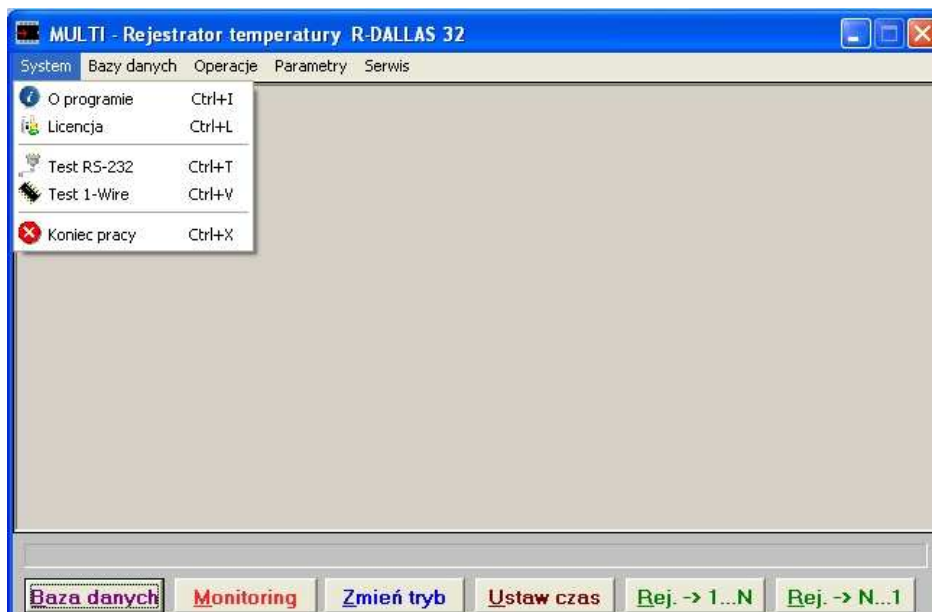 MULTI - Rejestrator temperatury R-DALLAS 32
System Bazy danych Operacje Parametry Serwis
O programie Ctrl+I
Licencja Ctrl+L
Test RS-232 Ctrl+T
Test 1-Wire Ctrl+V
Koniec pracy Ctrl+X
Baza danych Monitoring Zmień tryb Ustaw czas Rej. -> 1...N Rej. -> N...1